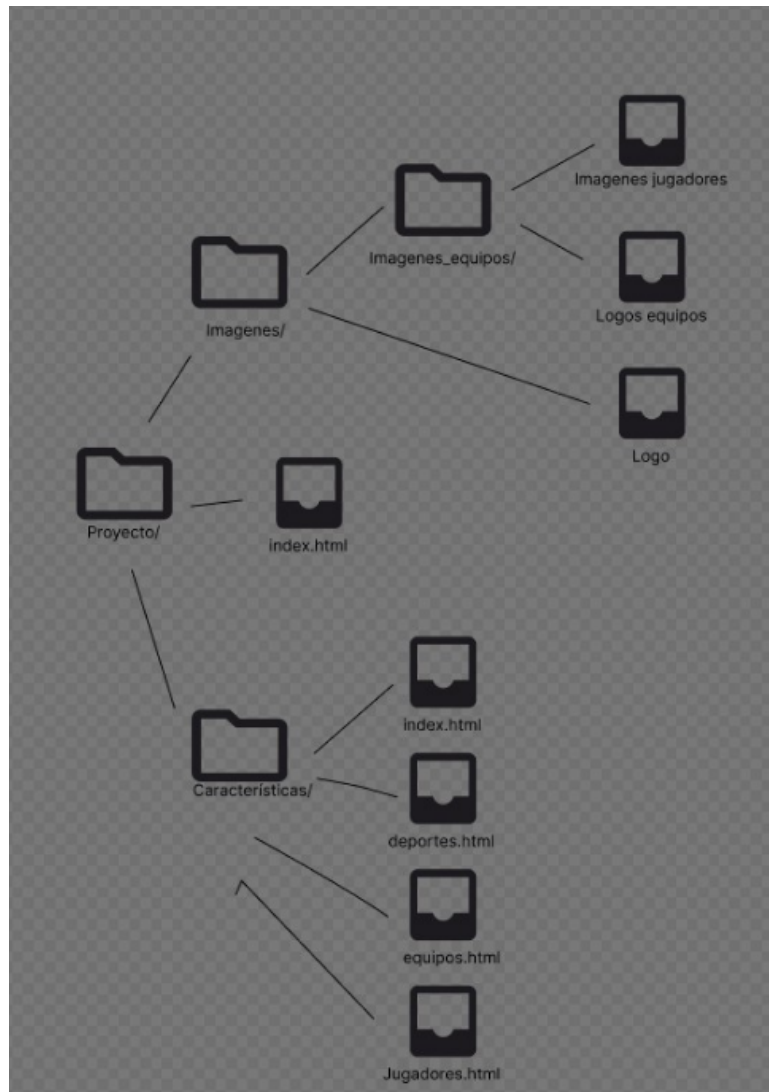 Imagenes jugadores
Imagenes_equipos/
Logos equipos
Imagenes/
Logo
Proyecto/
index.html
index.html
Características/
deportes.html
equipos.html
Jugadores.html